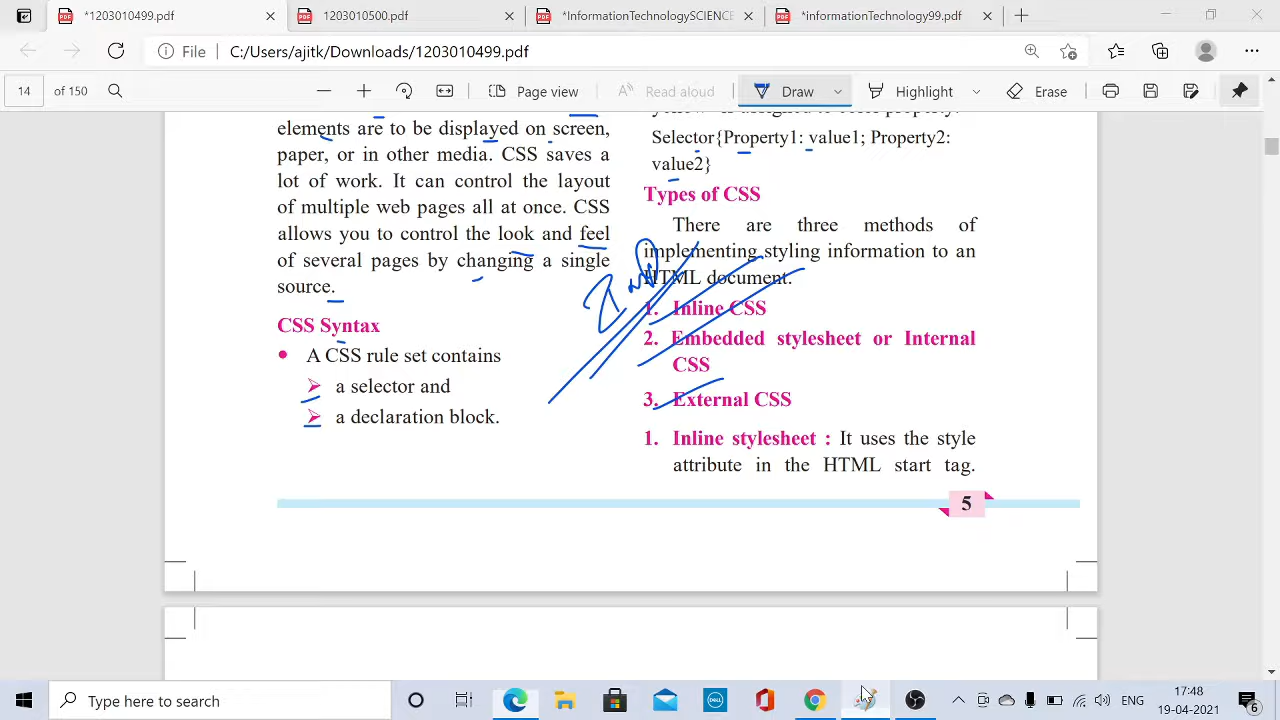 *1203010499.pdf
*1203010500.pdf
*InformationTechnologySCIENCE
*informationTechnology99.pdf
File | C:/Users/ajitk/Downloads/1203010499.pdf
14 of 150
Page view
Read aloud
Draw
Highlight
Erase
elements are to be displayed on screen,
paper, or in other media. CSS saves a
lot of work. It can control the layout
of multiple web pages all at once. CSS
allows you to control the look and feel
of several pages by changing a single
source.
CSS Syntax
• A CSS rule set contains
➢ a selector and
➢ a declaration block.
Selector{Property1: value1; Property2:
value2}
Types of CSS
There are three methods of
implementing styling information to an
HTML document.
1. Inline CSS
2. Embedded stylesheet or Internal
CSS
3. External CSS
1. Inline stylesheet : It uses the style
attribute in the HTML start tag.
5
Type here to search
DELL
ENG
17:48
19-04-2021
6